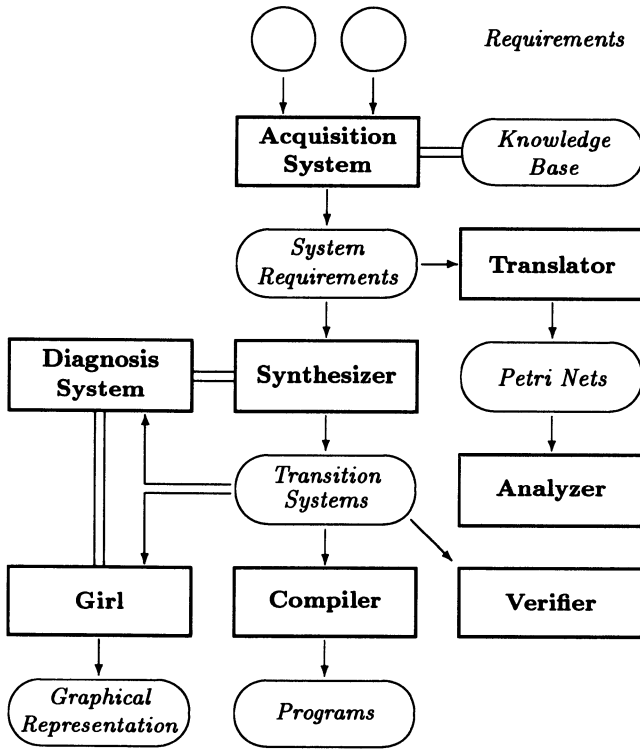 Requirements
Acquisition
System
Knowledge
Base
System
Requirements
Translator
Diagnosis
System
Synthesizer
Petri Nets
Transition
Systems
Analyzer
Girl
Compiler
Verifier
Graphical
Representation
Programs